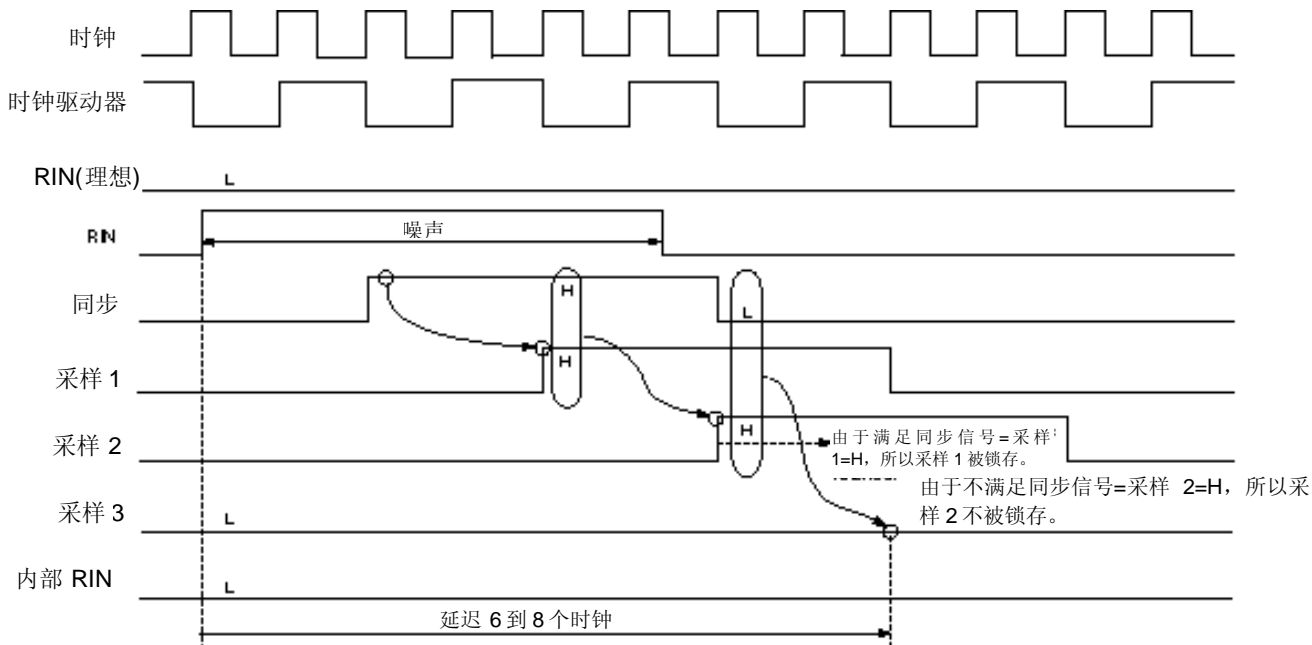 时钟
时钟驱动器
RIN(理想)
L
RIN
噪声
同步
H
L
采样 1
H
采样 2
H
由于满足同步信号=采样
1=H，所以采样 1 被锁存。
由于不满足同步信号=采样 2=H，所以采
样 2 不被锁存。
采样 3
L
内部 RIN
L
延迟 6 到 8 个时钟